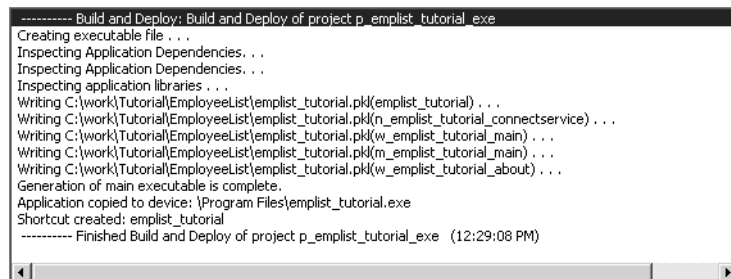 ---------- Build and Deploy: Build and Deploy of project p_emplist_tutorial_exe
Creating executable file . . .
Inspecting Application Dependencies. . .
Inspecting Application Dependencies. . .
Inspecting application libraries . . .
Writing C:\work\Tutorial\EmployeeList\emplist_tutorial.pkl(emplist_tutorial) . . .
Writing C:\work\Tutorial\EmployeeList\emplist_tutorial.pkl(n_emplist_tutorial_connectservice) . . .
Writing C:\work\Tutorial\EmployeeList\emplist_tutorial.pkl(w_emplist_tutorial_main) . . .
Writing C:\work\Tutorial\EmployeeList\emplist_tutorial.pkl(m_emplist_tutorial_main) . . .
Writing C:\work\Tutorial\EmployeeList\emplist_tutorial.pkl(w_emplist_tutorial_about) . . .
Generation of main executable is complete.
Application copied to device: \Program Files\emplist_tutorial.exe
Shortcut created: emplist_tutorial
---------- Finished Build and Deploy of project p_emplist_tutorial_exe (12:29:08 PM)